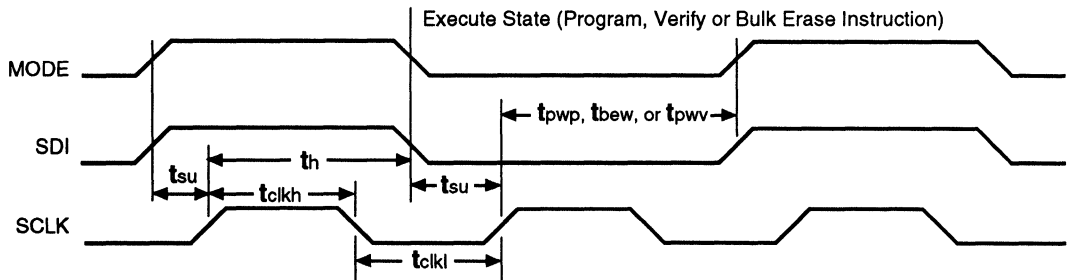 Execute State (Program, Verify or Bulk Erase Instruction)
MODE
tpwp, tbew, or tpwv
SDI
tsu
th
tclkh
tsu
SCLK
tclkl